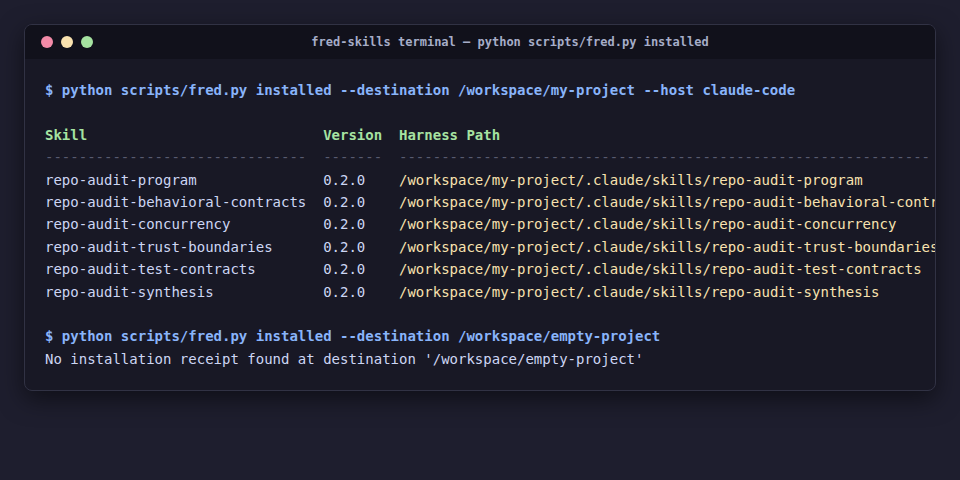 fred-skills terminal — python scripts/fred.py installed
$ python scripts/fred.py installed --destination /workspace/my-project --host claude-code
Skill Version Harness Path
------------------------------- ------- ---------------------------------------------------------------
repo-audit-program 0.2.0 /workspace/my-project/.claude/skills/repo-audit-program
repo-audit-behavioral-contracts 0.2.0 /workspace/my-project/.claude/skills/repo-audit-behavioral-contr
repo-audit-concurrency 0.2.0 /workspace/my-project/.claude/skills/repo-audit-concurrency
repo-audit-trust-boundaries 0.2.0 /workspace/my-project/.claude/skills/repo-audit-trust-boundaries
repo-audit-test-contracts 0.2.0 /workspace/my-project/.claude/skills/repo-audit-test-contracts
repo-audit-synthesis 0.2.0 /workspace/my-project/.claude/skills/repo-audit-synthesis
$ python scripts/fred.py installed --destination /workspace/empty-project
No installation receipt found at destination '/workspace/empty-project'